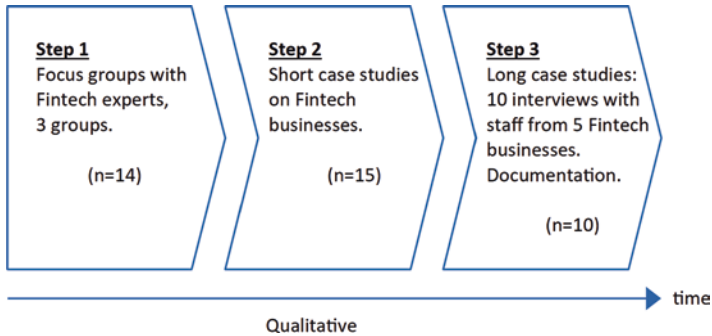 Step 1
Focus groups with
Fintech experts,
3 groups.
(n=14)
Step 2
Short case studies
on Fintech
businesses.
(n=15)
Step 3
Long case studies:
10 interviews with
staff from 5 Fintech
businesses.
Documentation.
(n=10)
time
Qualitative